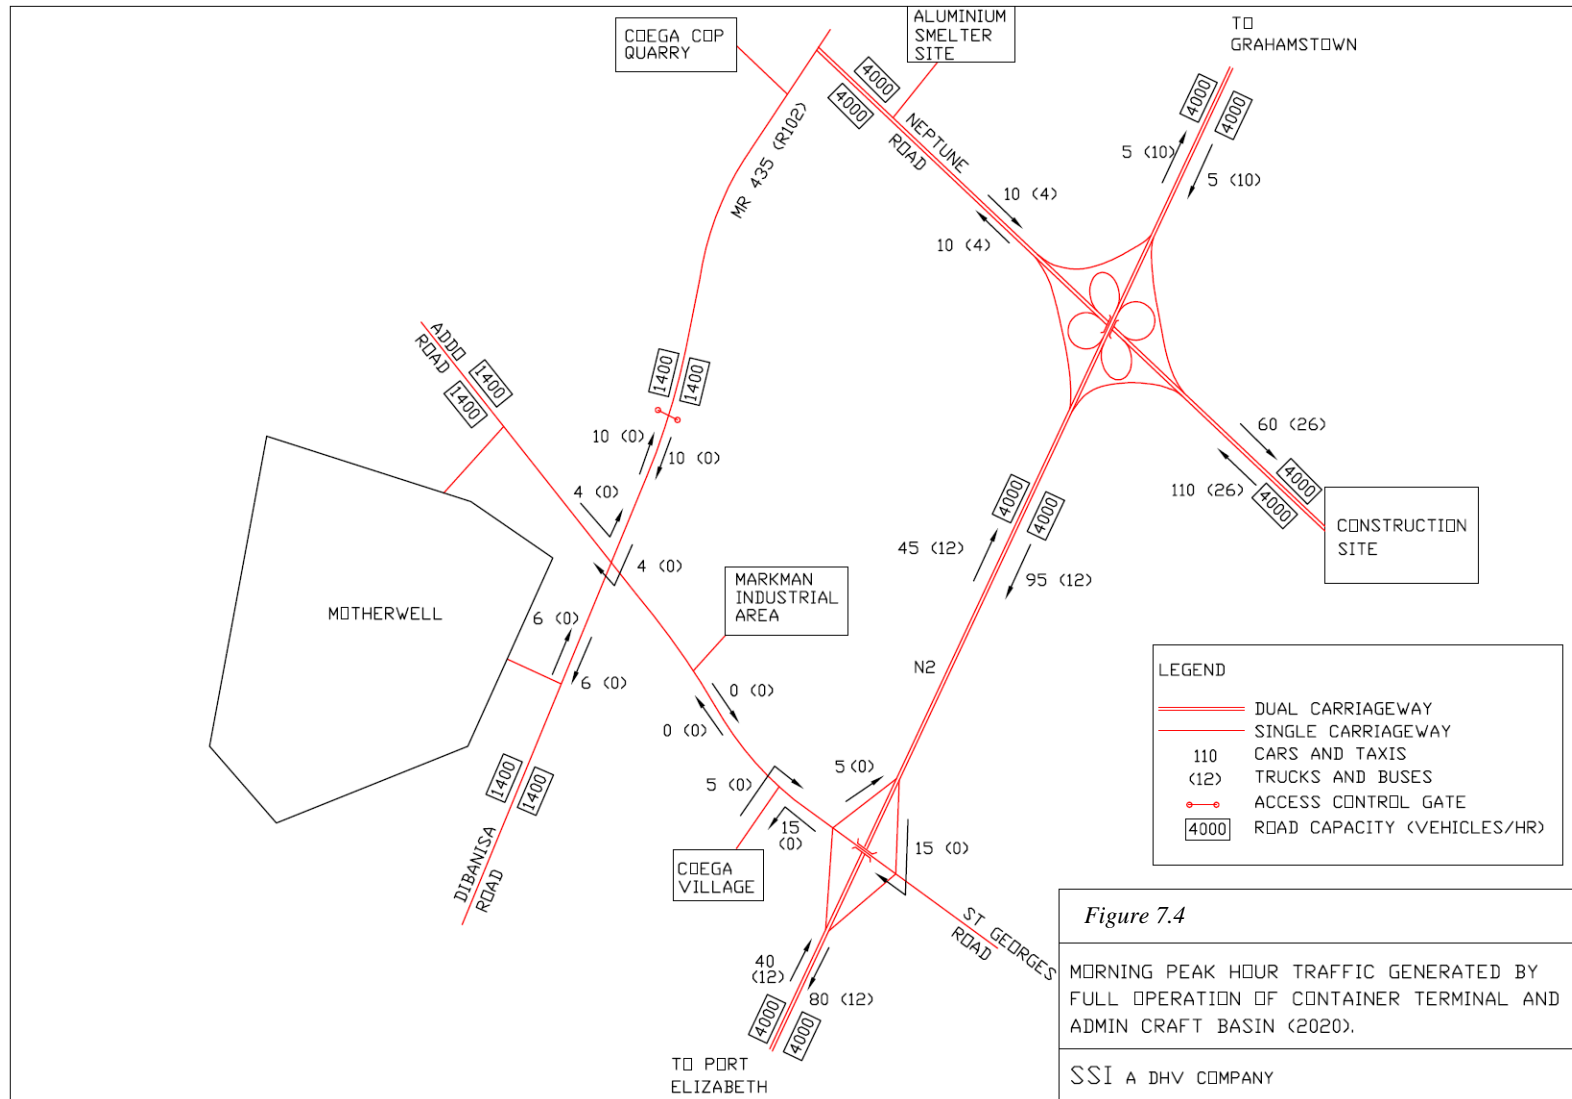 COEGA COP
QUARRY
ALUMINIUM
SMELTER
SITE
TO
GRAHAMSTOWN
4000
4000
4000
4000
NEPTUNE
ROAD
MR 435 (R102)
5 (10)
5 (10)
10 (4)
10 (4)
ADDO
ROAD
1400
1400
1400
1400
10 (0)
10 (0)
4 (0)
4 (0)
60 (26)
110 (26)
4000
4000
CONSTRUCTION
SITE
4000
4000
45 (12)
95 (12)
MARKMAN
INDUSTRIAL
AREA
MOTHERWELL
6 (0)
6 (0)
N2
0 (0)
0 (0)
1400
1400
DIBANISA
ROAD
5 (0)
5 (0)
15
(0)
15 (0)
COEGA
VILLAGE
ST GEORGES
ROAD
40
(12)
80 (12)
4000
4000
TO PORT
ELIZABETH
LEGEND
DUAL CARRIAGEWAY
SINGLE CARRIAGEWAY
110 CARS AND TAXIS
(12) TRUCKS AND BUSES
ACCESS CONTROL GATE
4000 ROAD CAPACITY (VEHICLES/HR)
Figure 7.4
MORNING PEAK HOUR TRAFFIC GENERATED BY
FULL OPERATION OF CONTAINER TERMINAL AND
ADMIN CRAFT BASIN (2020).
SSI A DHV COMPANY